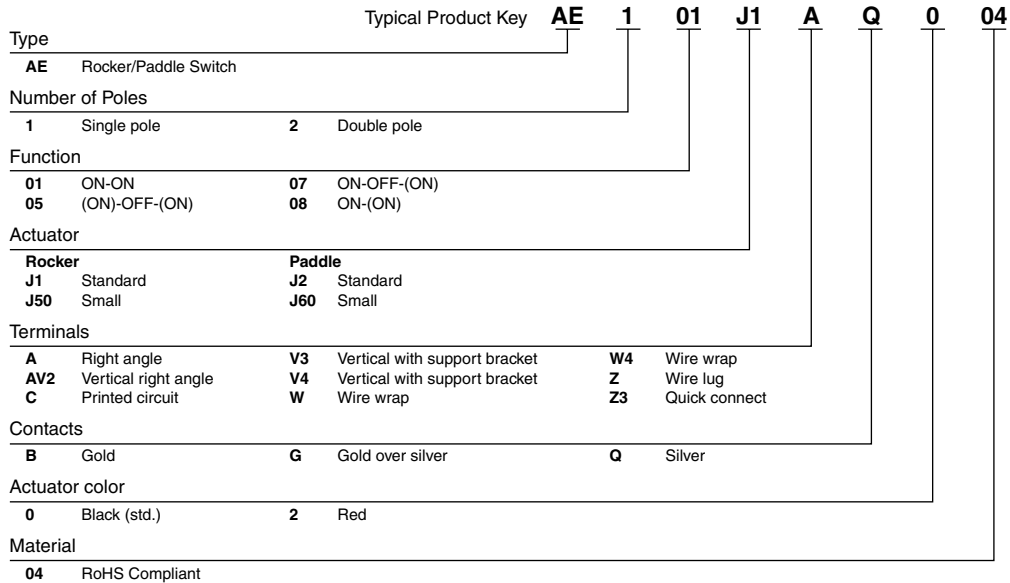 Typical Product Key AE 1 01 J1 A Q 0 04
Type
AE Rocker/Paddle Switch
Number of Poles
1 Single pole 2 Double pole
Function
01 ON-ON 07 ON-OFF-(ON)
05 (ON)-OFF-(ON) 08 ON-(ON)
Actuator
Rocker Paddle
J1 Standard J2 Standard
J50 Small J60 Small
Terminals
A Right angle V3 Vertical with support bracket W4 Wire wrap
AV2 Vertical right angle V4 Vertical with support bracket Z Wire lug
C Printed circuit W Wire wrap Z3 Quick connect
Contacts
B Gold G Gold over silver Q Silver
Actuator color
0 Black (std.) 2 Red
Material
04 RoHS Compliant